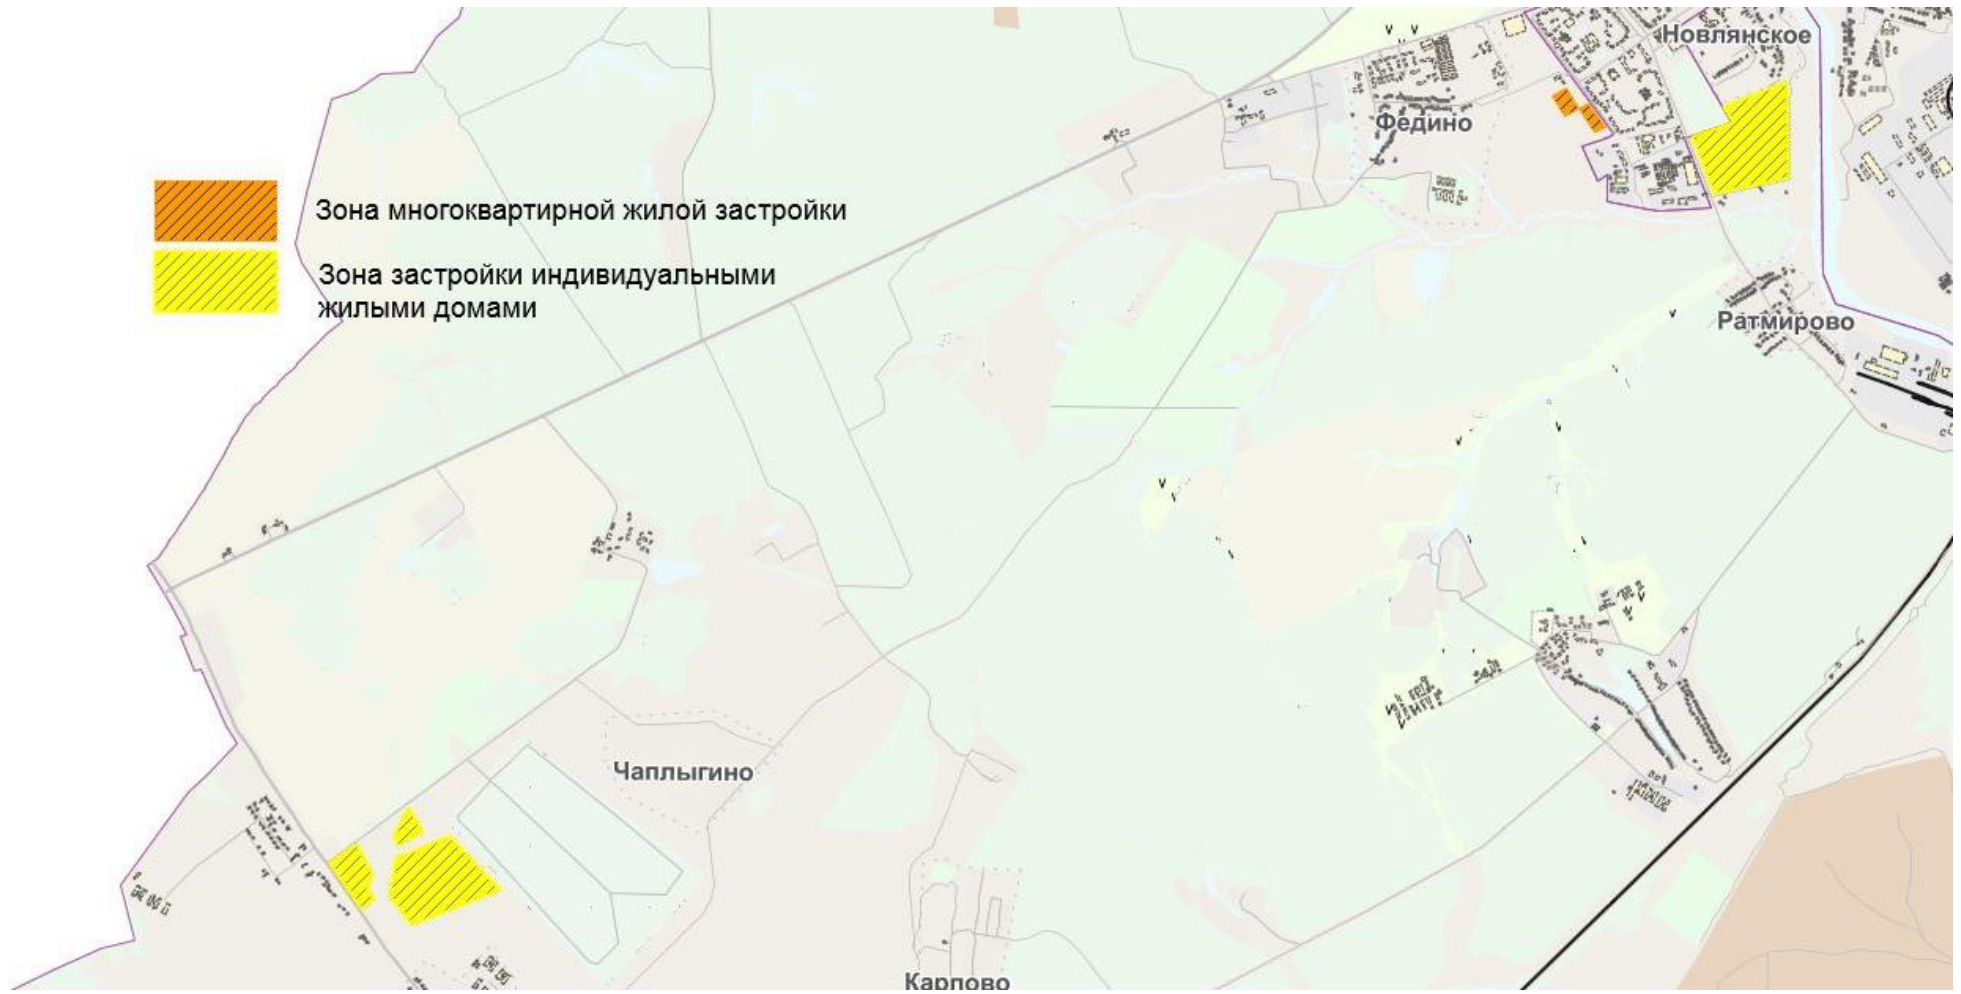 Новлянское
Федино
Зона многоквартирной жилой застройки
Зона застройки индивидуальными
жилыми домами
Ратмирово
Чаплыгино
Карпово